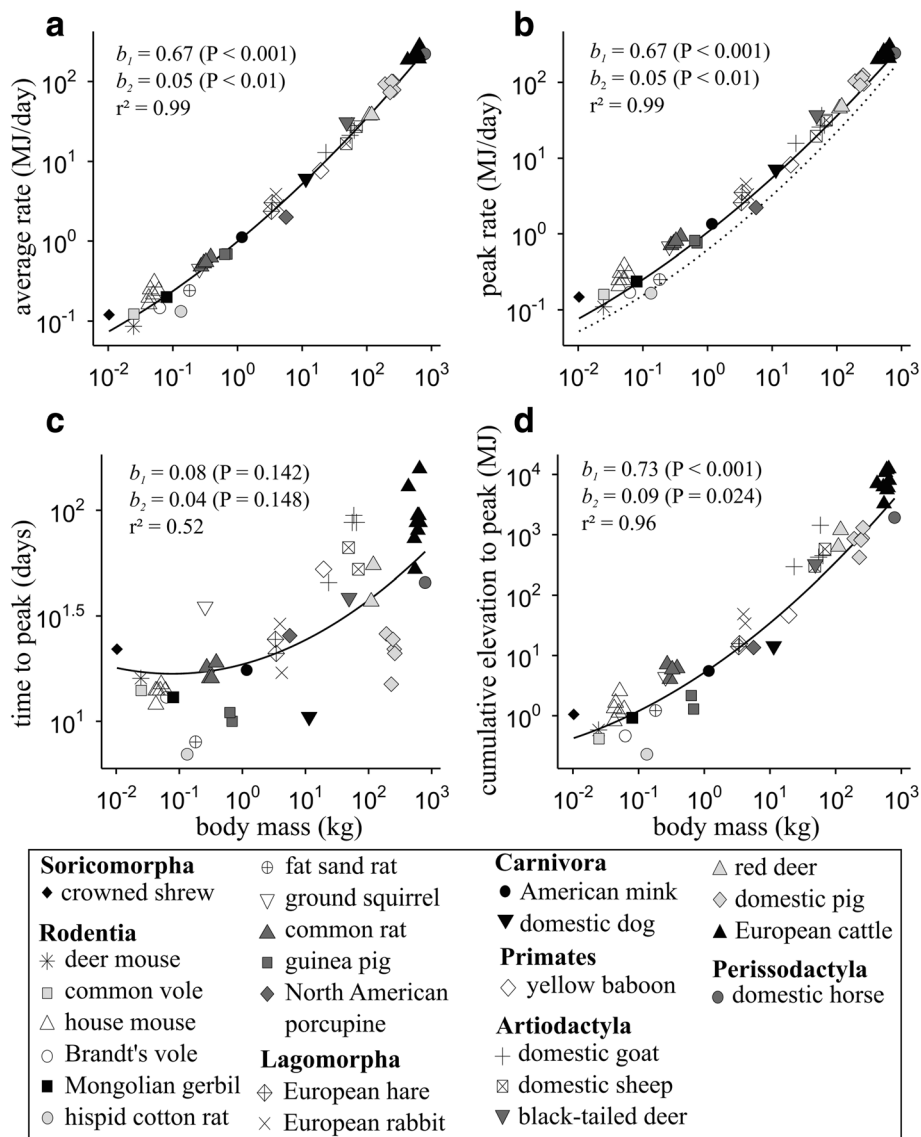 a
b₁ = 0.67 (P < 0.001)
b₂ = 0.05 (P < 0.01)
r² = 0.99
average rate (MJ/day)
10²
10¹
10⁰
10⁻¹
10⁻² 10⁻¹ 10⁰ 10¹ 10² 10³
b
b₁ = 0.67 (P < 0.001)
b₂ = 0.05 (P < 0.01)
r² = 0.99
peak rate (MJ/day)
10²
10¹
10⁰
10⁻¹
10⁻² 10⁻¹ 10⁰ 10¹ 10² 10³
c
b₁ = 0.08 (P = 0.142)
b₂ = 0.04 (P = 0.148)
r² = 0.52
time to peak (days)
10²
10¹·⁵
10¹
10⁻² 10⁻¹ 10⁰ 10¹ 10² 10³
body mass (kg)
d
b₁ = 0.73 (P < 0.001)
b₂ = 0.09 (P = 0.024)
r² = 0.96
cumulative elevation to peak (MJ)
10⁴
10³
10²
10¹
10⁰
10⁻² 10⁻¹ 10⁰ 10¹ 10² 10³
body mass (kg)
Soricomorpha
crowned shrew
Rodentia
deer mouse
common vole
house mouse
Brandt's vole
Mongolian gerbil
hispid cotton rat
fat sand rat
ground squirrel
common rat
guinea pig
North American
porcupine
Lagomorpha
European hare
European rabbit
Carnivora
American mink
domestic dog
Primates
yellow baboon
Artiodactyla
domestic goat
domestic sheep
black-tailed deer
red deer
domestic pig
European cattle
Perissodactyla
domestic horse